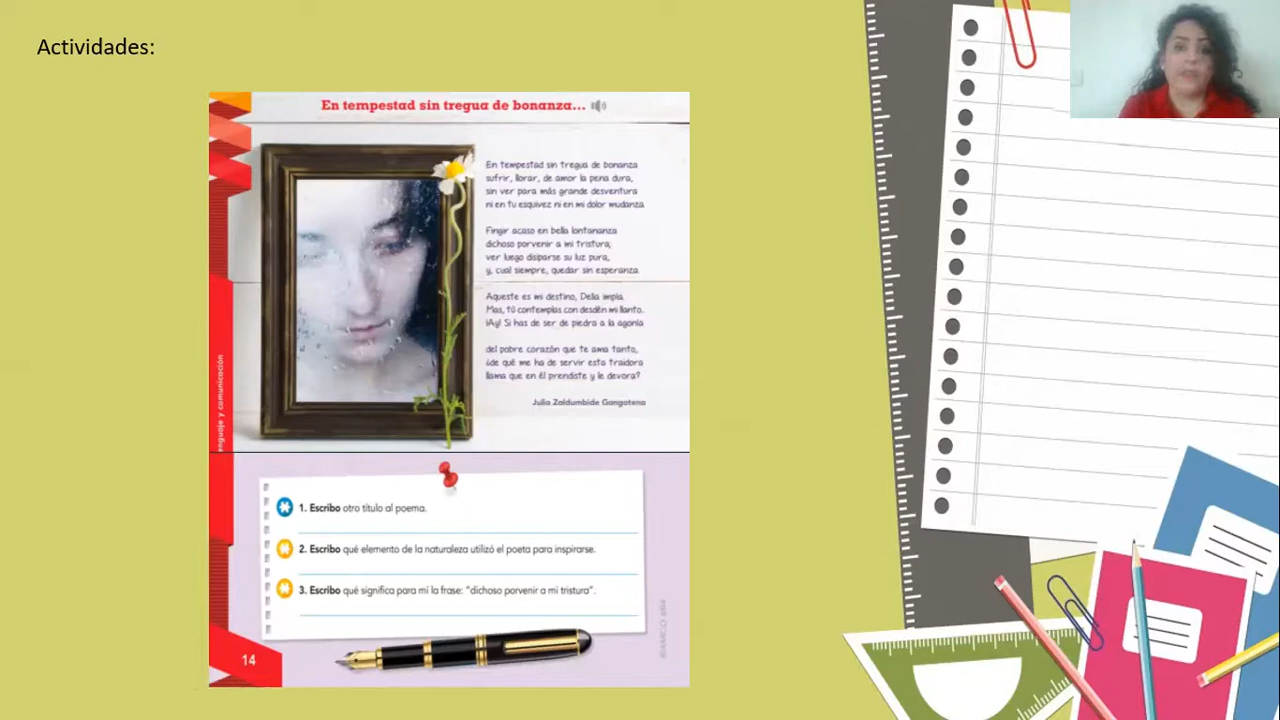 Actividades:
En tempestad sin tregua de bonanza...
En tempestad sin tregua de bonanza
sufrir, llorar, de amor la pena dura,
sin ver para más grande desventura
ni en tu esquivez ni en mi dolor mudanza.
Fingir acaso en bella lontananza
dichoso porvenir a mi tristura;
ver luego disiparse su luz pura,
y, cual siempre, quedar sin esperanza.
Aqueste es mi destino, Delia impía.
Mas, tú contemplas con desdén mi llanto.
¡Ay! Si has de ser de piedra a la agonía
del pobre corazón que te ama tanto,
¿de qué me ha de servir esta traidora
llama que en él prendiste y le devora?
Julio Zaldumbide Gangotena
enguaje y comunicación
1. Escribo otro título al poema.
2. Escribo qué elemento de la naturaleza utilizó el poeta para inspirarse.
3. Escribo qué significa para mí la frase: "dichoso porvenir a mi tristura".
14